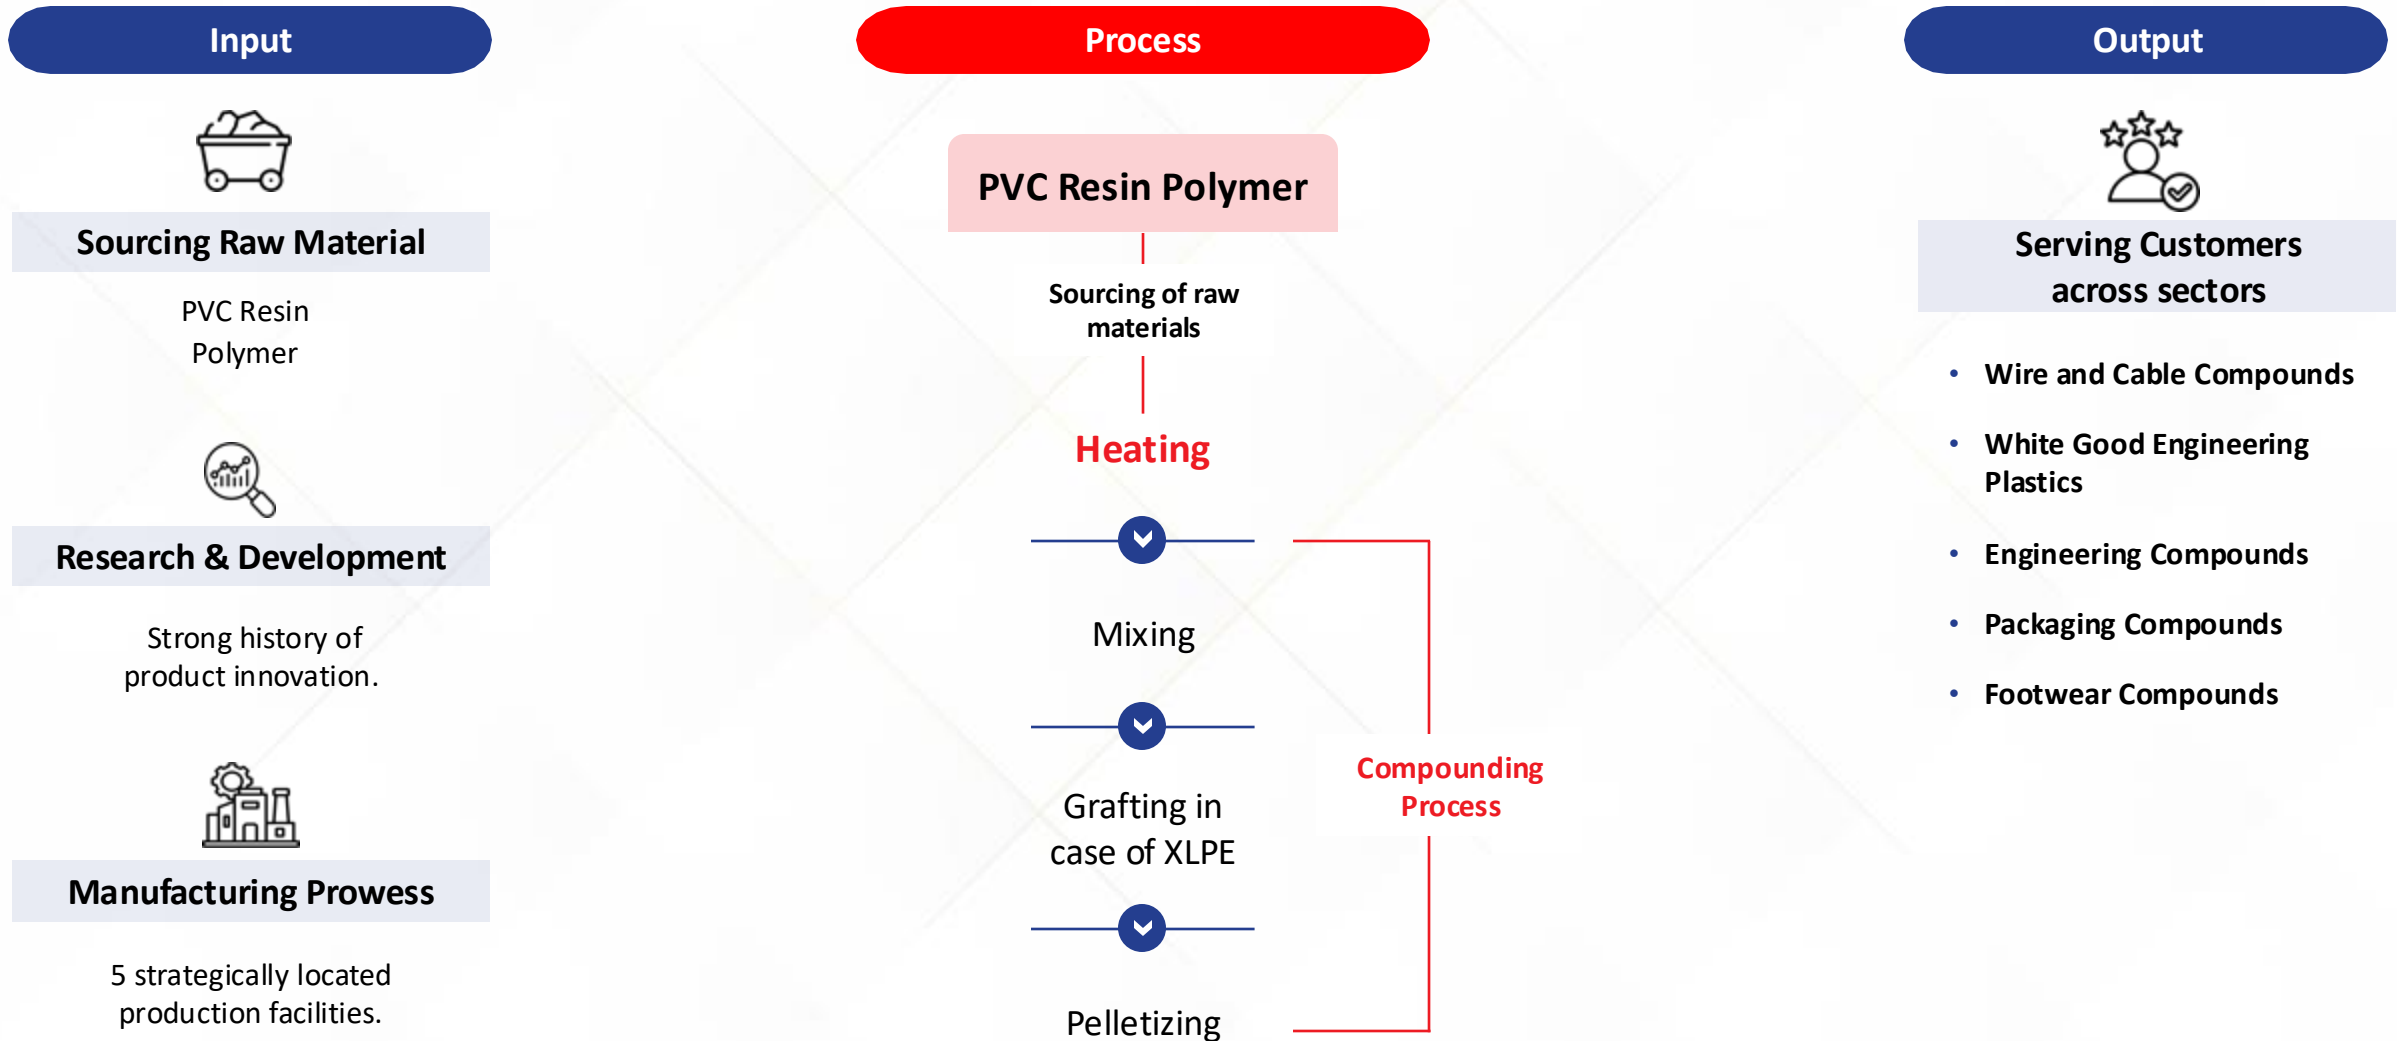 Input
Sourcing Raw Material
PVC Resin
Polymer
Research & Development
Strong history of
product innovation.
Manufacturing Prowess
5 strategically located
production facilities.
Process
PVC Resin Polymer
Sourcing of raw
materials
Heating
Mixing
Grafting in
case of XLPE
Pelletizing
Compounding
Process
Output
Serving Customers
across sectors
• Wire and Cable Compounds
• White Good Engineering
Plastics
• Engineering Compounds
• Packaging Compounds
• Footwear Compounds